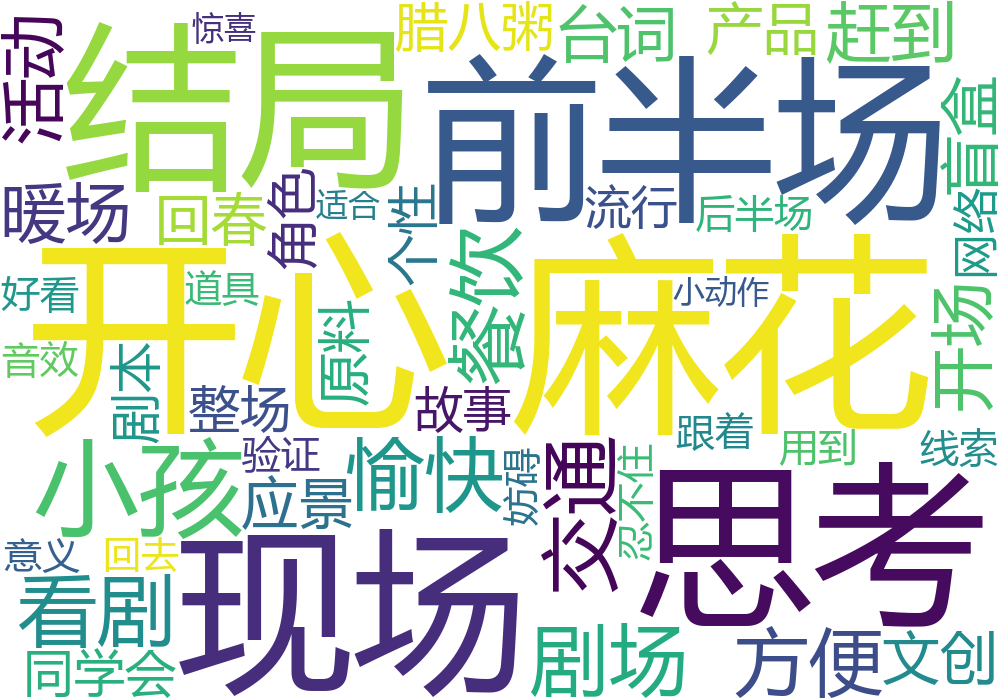 惊喜
腊八粥
台词
产品
赶到
活动
结局
前半场
盲盒
暖场
回春
角色
适合
个性
流行
后半场
网络
好看
道具
开心
麻花
餐饮
小动作
开场
音效
剧本
原料
整场
故事
跟着
用到
线索
小孩
验证
愉快
应景
妨碍
交通
忍不住
思考
意义
回去
现场
看剧
同学会
剧场
方便
文创